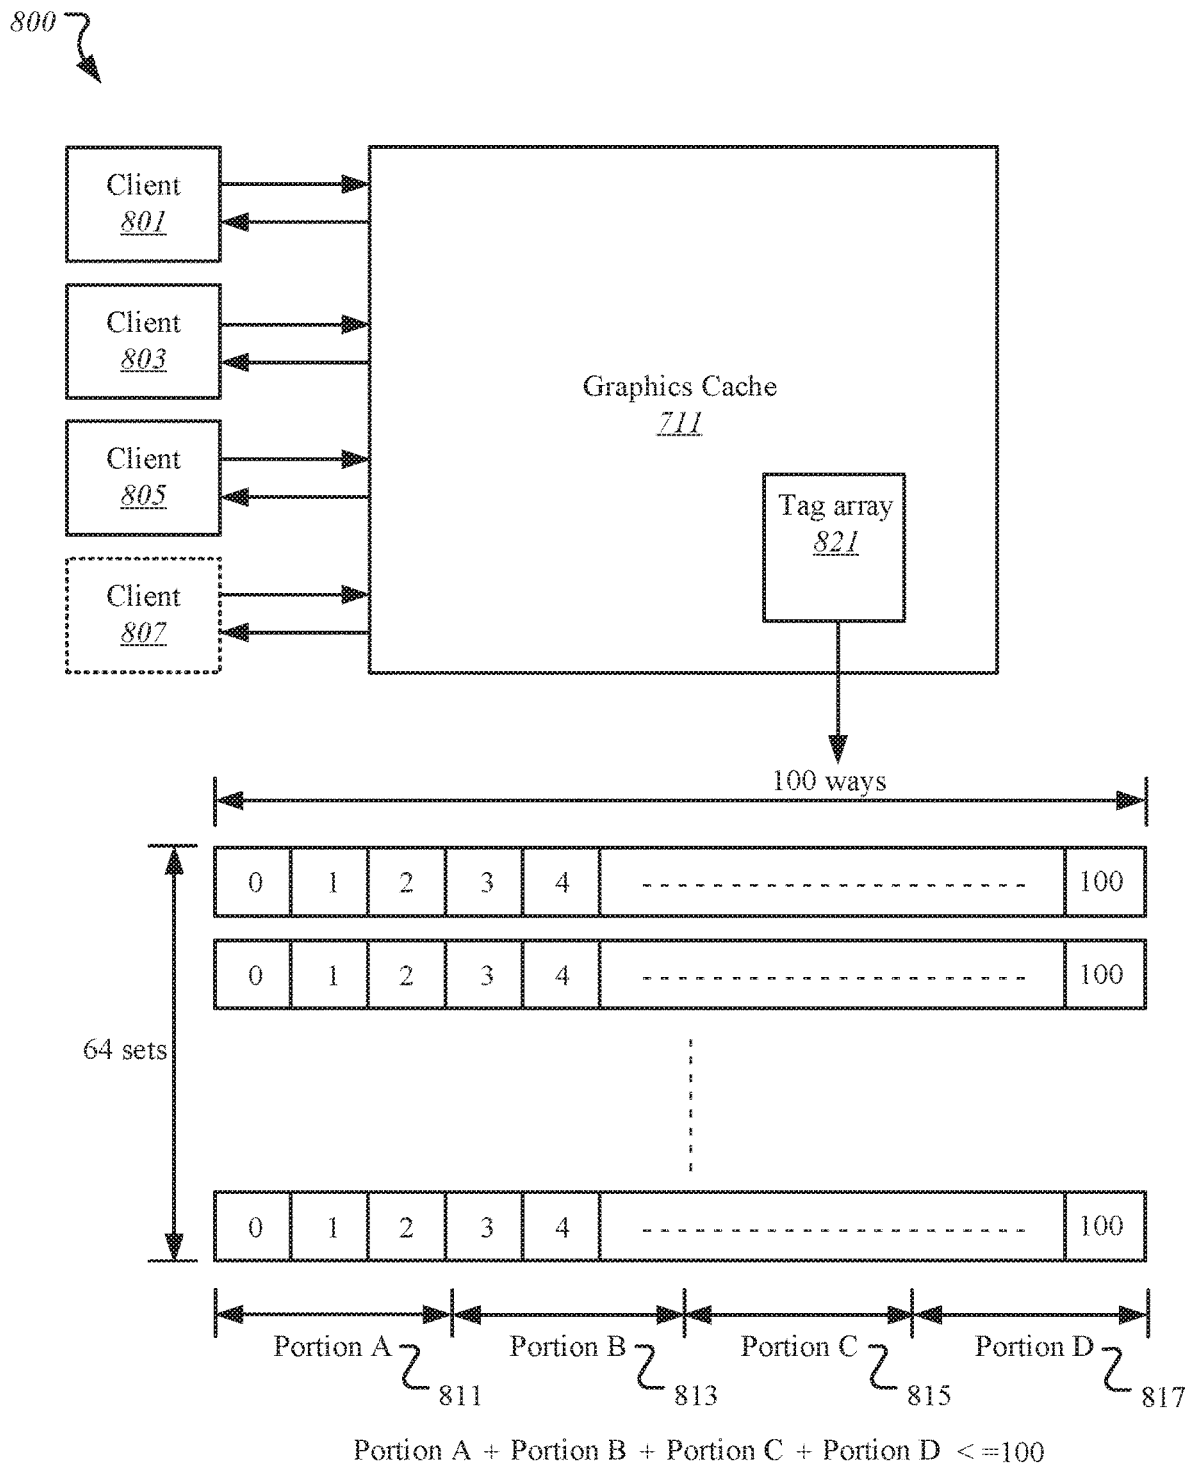 800
Client
801
Client
803
Client
805
Client
807
Graphics Cache
711
Tag array
821
100 ways
0 1 2 3 4 100
0 1 2 3 4 100
64 sets
0 1 2 3 4 100
Portion A Portion B Portion C Portion D
811 813 815 817
Portion A + Portion B + Portion C + Portion D <=100